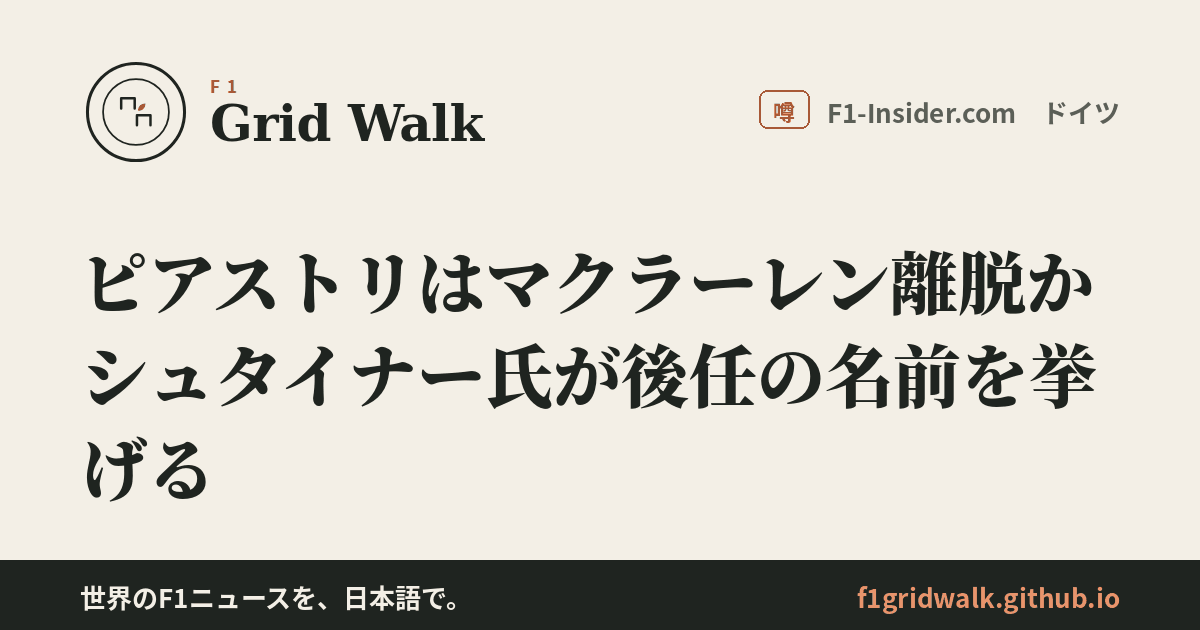 F1
Grid Walk
噂 F1-Insider.com ドイツ
ピアストリはマクラーレン離脱か
シュタイナー氏が後任の名前を挙
げる
世界のF1ニュースを、日本語で。
f1gridwalk.github.io